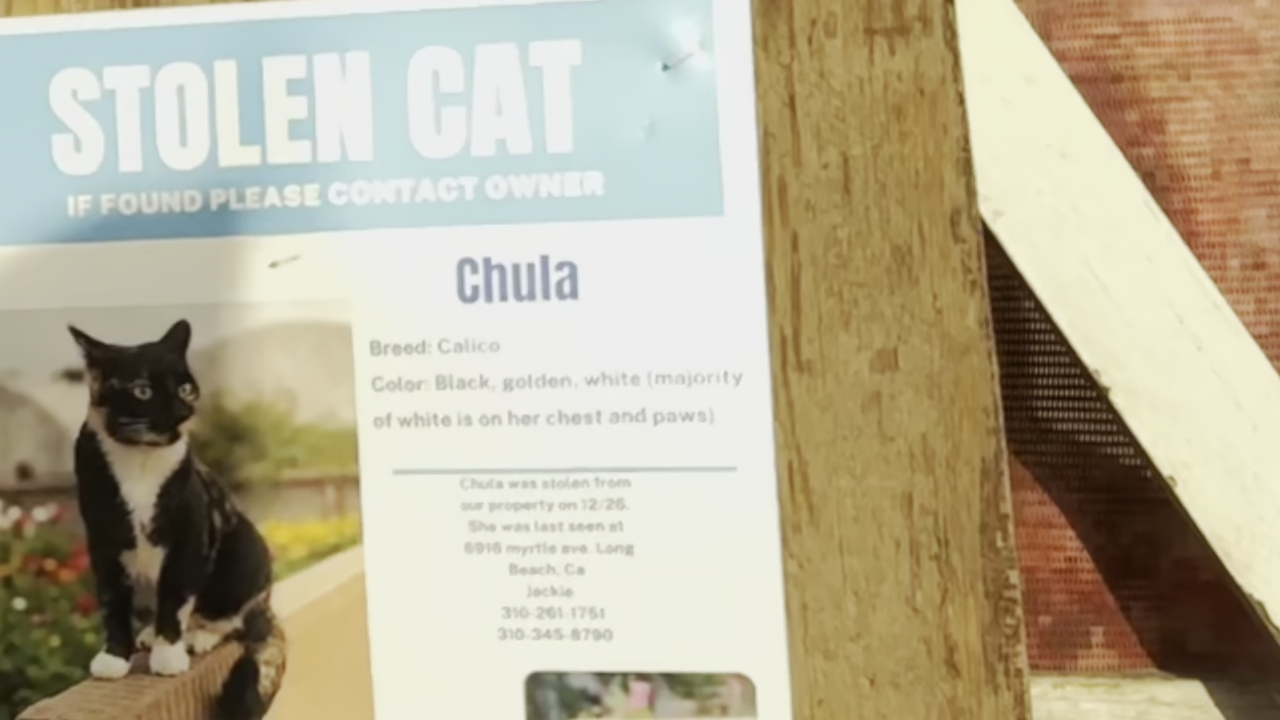 STOLEN CAT
IF FOUND PLEASE CONTACT OWNER
Chula
Breed: Calico
Color: Black, golden, white (majority
of white is on her chest and paws)
Chula was stolen from
our property on 12/26.
She was last seen at
6916 myrtle ave. Long
Beach, Ca
Jackie
310-261-1751
310-345-8790